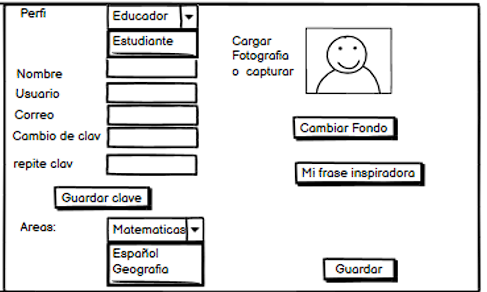 Perfi
Educador
Estudiante
Nombre
Usuario
Correo
Cambio de clav
repite clav
Guardar clave
Areas:
Matematicas
Español
Geografia
Cargar
Fotografia
o capturar
Cambiar Fondo
Mi frase inspiradora
Guardar